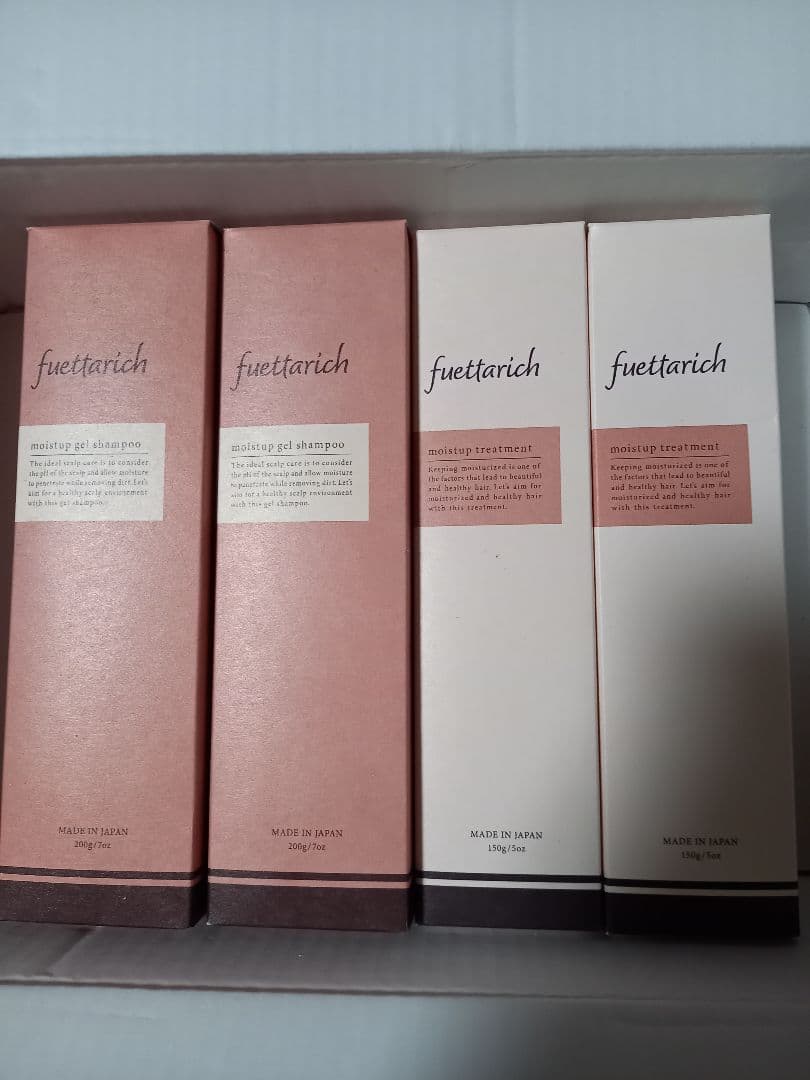 fuettarich
moistup gel shampoo
The ideal scalp care is to consider
the pH of the scalp and allow moisture
to penetrate while removing dirt. Let's
aim for a healthy scalp environment
with this gel shampoo.
MADE IN JAPAN
200g/7oz
fuettarich
moistup gel shampoo
The ideal scalp care is to consider
the pH of the scalp and allow moisture
to penetrate while removing dirt. Let's
aim for a healthy scalp environment
with this gel shampoo.
MADE IN JAPAN
200g/7oz
fuettarich
moistup treatment
Keeping moisturized is one of
the factors that lead to beautiful
and healthy hair. Let's aim for
moisturized and healthy hair
with this treatment.
MADE IN JAPAN
150g/5oz
fuettarich
moistup treatment
Keeping moisturized is one of
the factors that lead to beautiful
and healthy hair. Let's aim for
moisturized and healthy hair
with this treatment.
MADE IN JAPAN
150g/5oz